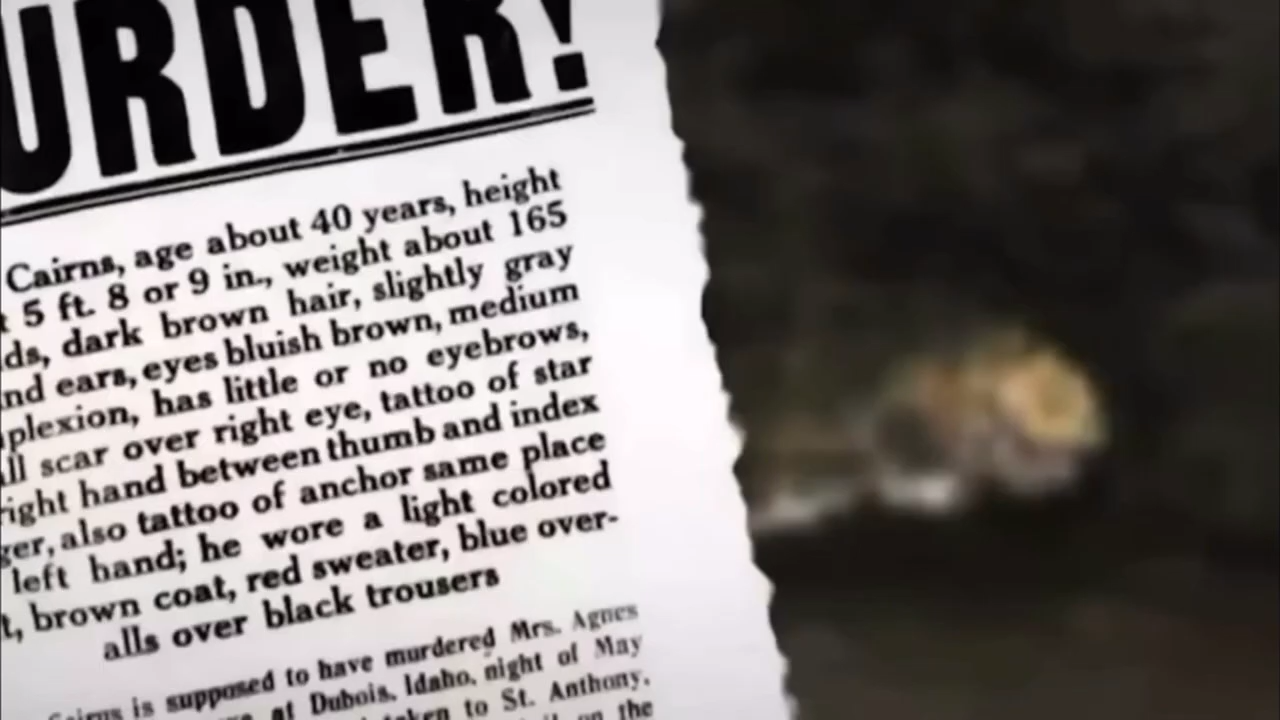 URDER!
Cairns, age about 40 years, height
t 5 ft. 8 or 9 in., weight about 165
ds, dark brown hair, slightly gray
nd ears, eyes bluish brown, medium
plexion, has little or no eyebrows,
ll scar over right eye, tattoo of star
ight hand between thumb and index
ger, also tattoo of anchor same place
left hand; he wore a light colored
t, brown coat, red sweater, blue over-
alls over black trousers
Cairns is supposed to have murdered Mrs. Agnes
at Dubois, Idaho, night of May
taken to St. Anthony,
on the